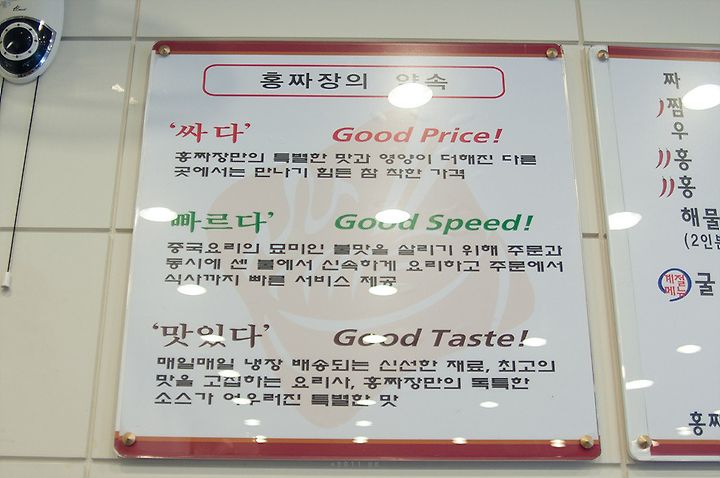 홍짜장의 약속
'싸다' Good Price!
홍짜장만의 특별한 맛과 영양이 더해진 다른
곳에서는 만나기 힘든 참 착한 가격
'빠르다' Good Speed!
중국요리의 묘미인 불맛을 살리기 위해 주문과
동시에 센 불에서 신속하게 요리하고 주문에서
식사까지 빠른 서비스 제공
'맛있다' Good Taste!
매일매일 냉장 배송되는 신선한 재료, 최고의
맛을 고집하는 요리사, 홍짜장만의 독특한
소스가 어우러진 특별한 맛
짜
찜
우
홍
홍
해물
(2인분
계절
메뉴
굴
홍짜